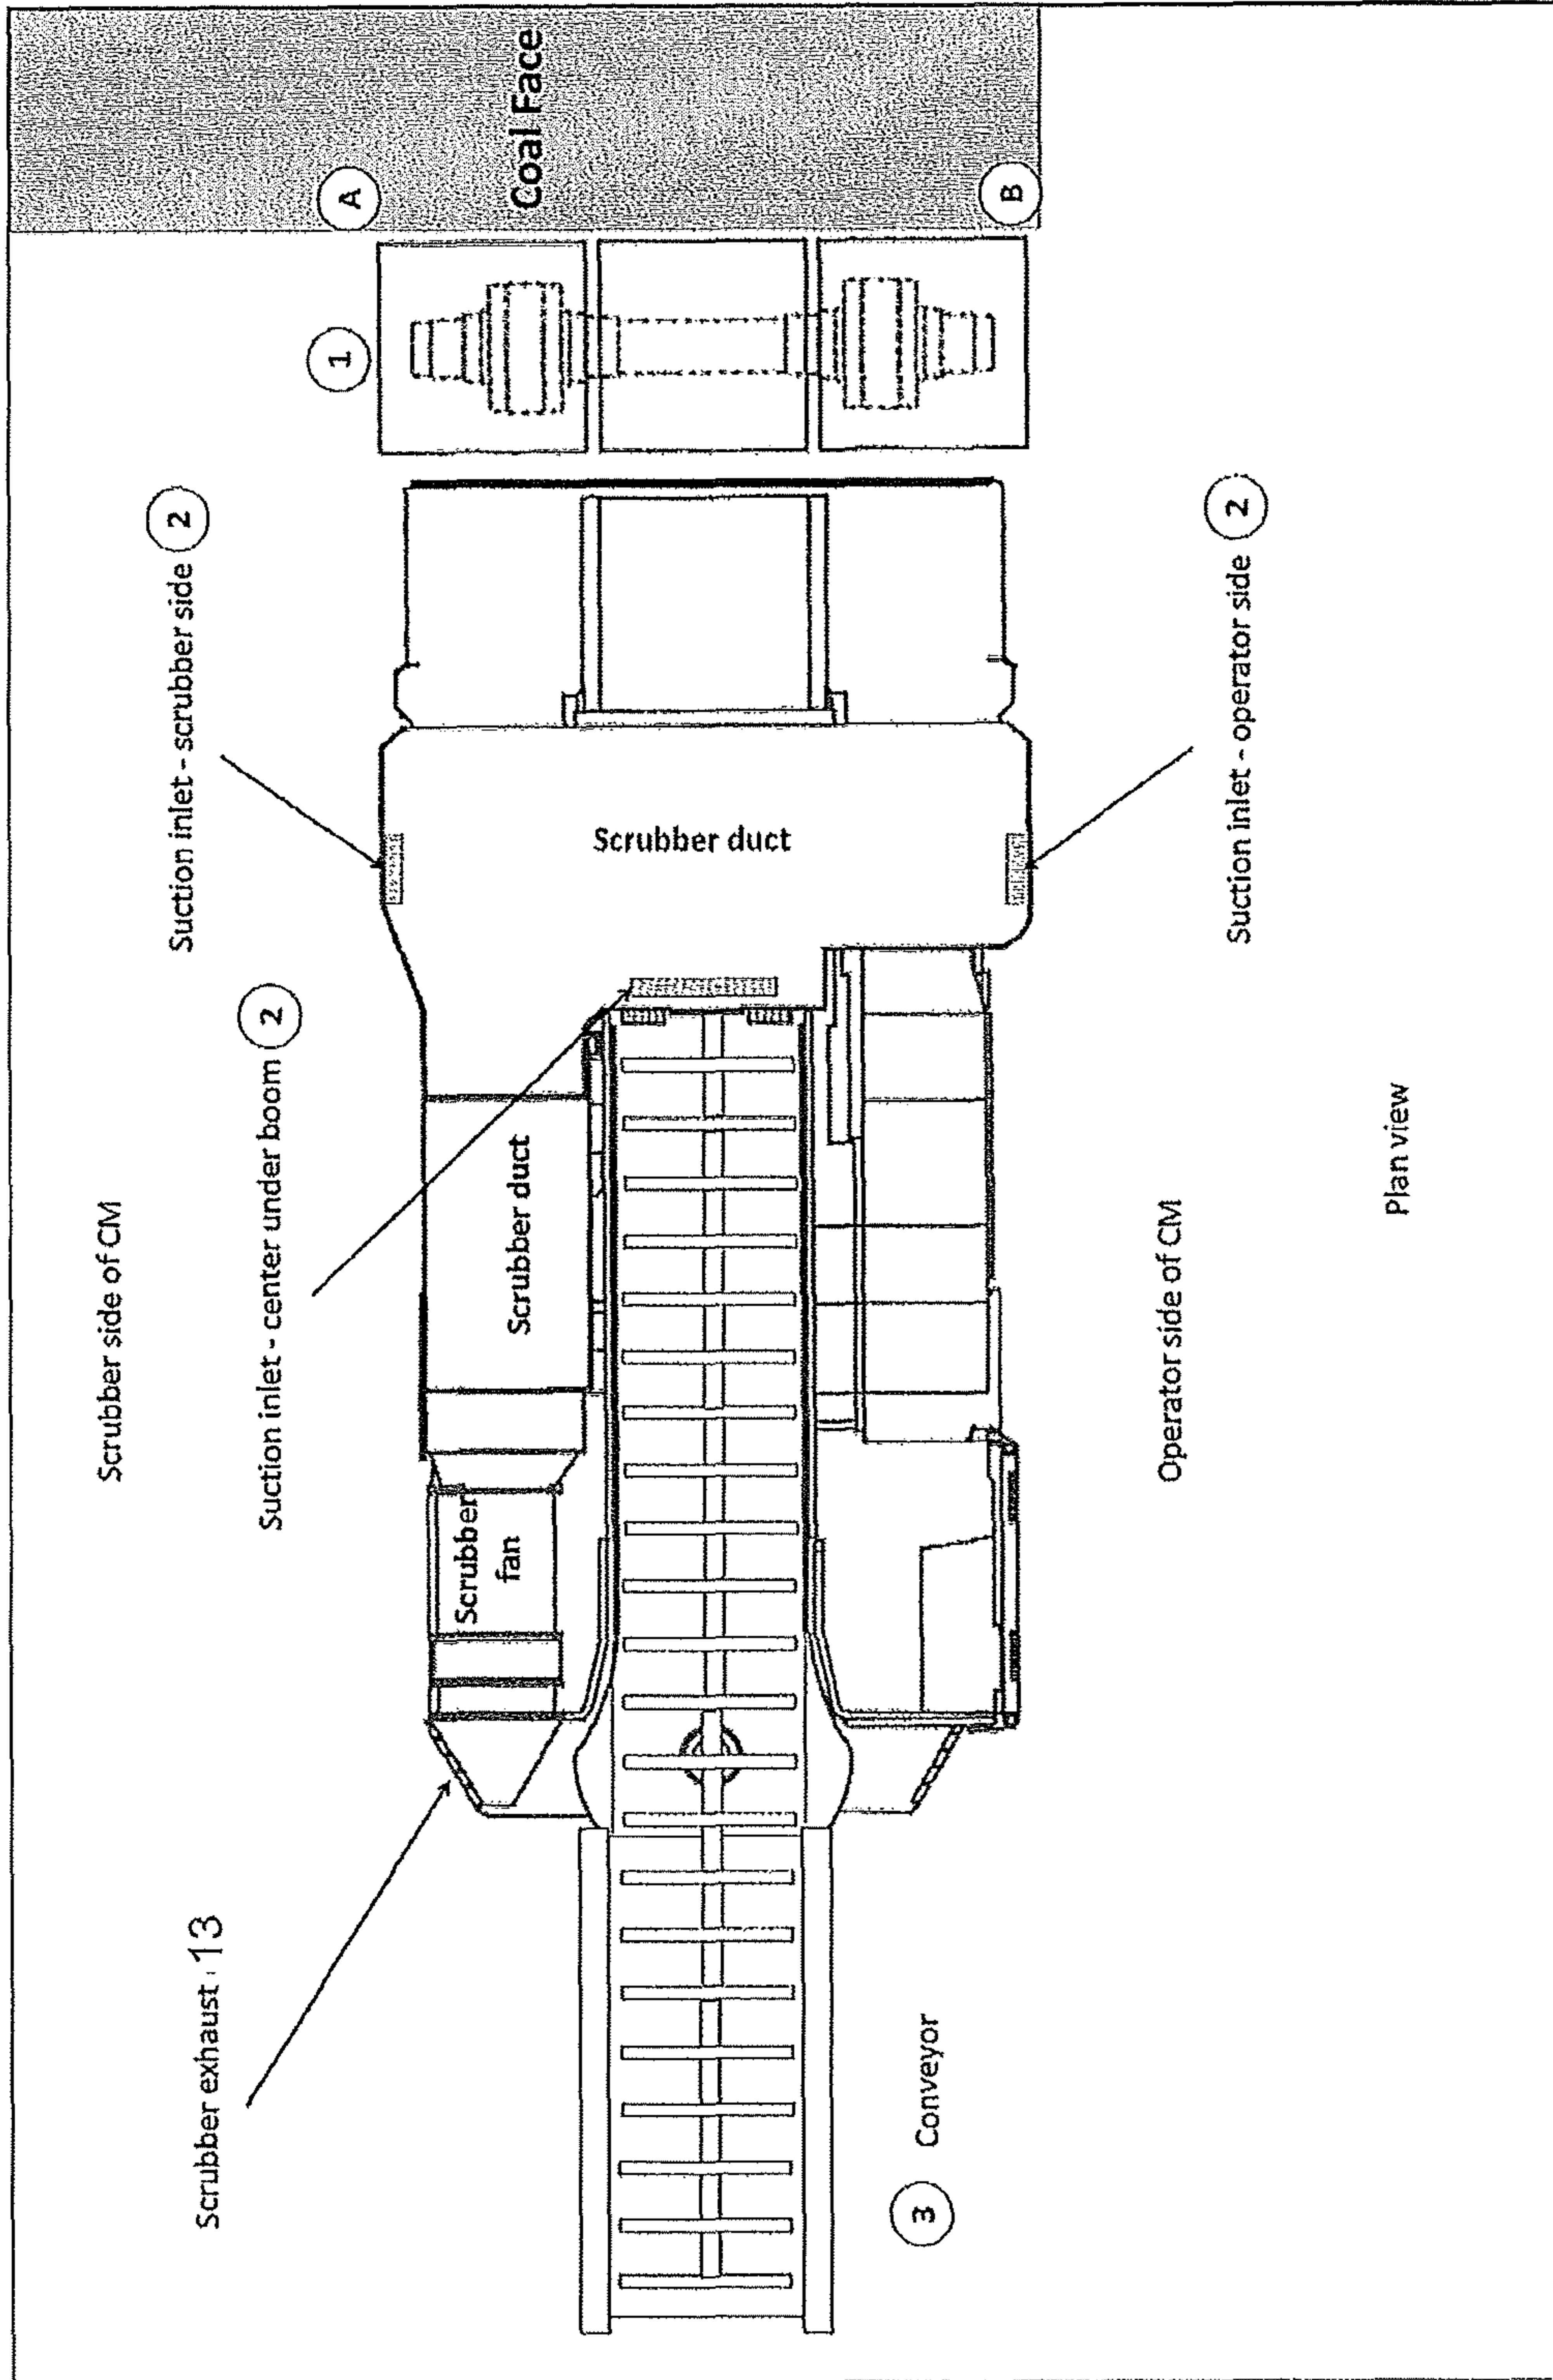 Coal Face
A
B
1
Suction inlet - scrubber side 2
Suction inlet - operator side 2
Scrubber duct
Suction inlet - center under boom 2
Scrubber duct
Scrubber side of CM
Operator side of CM
Plan view
Scrubber
fan
Scrubber exhaust 13
3 Conveyor